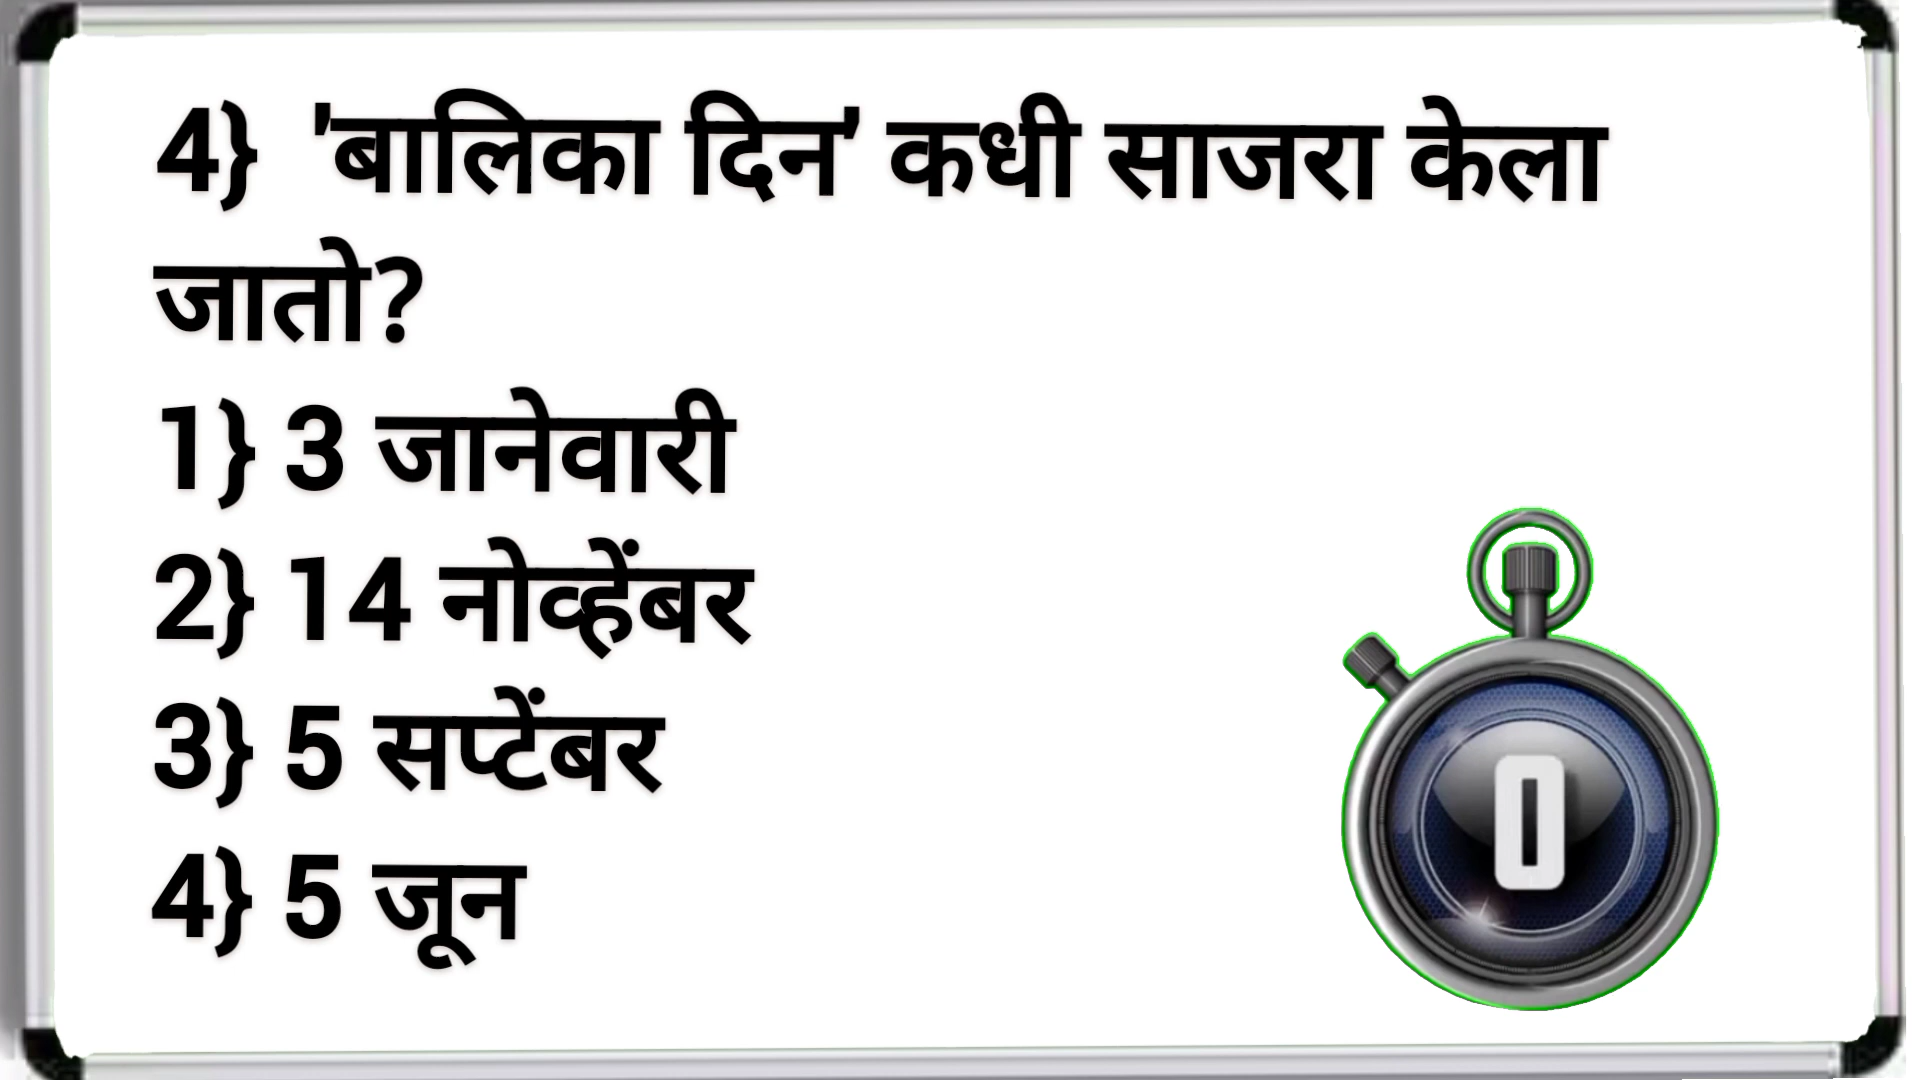 4} 'बालिका दिन' कधी साजरा केला
जातो?
1} 3 जानेवारी
2} 14 नोव्हेंबर
3} 5 सप्टेंबर
4} 5 जून
0